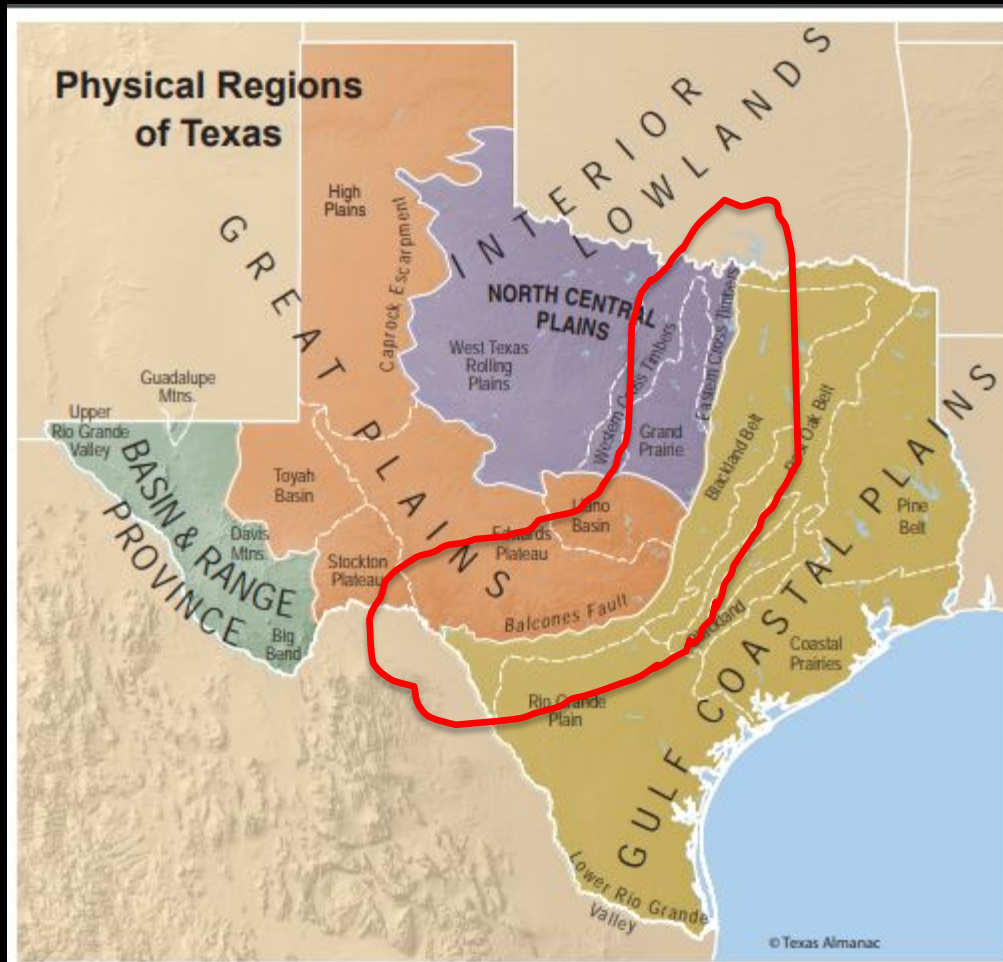 Physical Regions
of Texas
INTERIOR
LOWLANDS
High
Plains
Caprock Escarpment
GREAT PLAINS
NORTH CENTRAL
PLAINS
West Texas
Rolling
Plains
Western Cross Timbers
Eastern Cross Timbers
Grand
Prairie
Guadalupe
Mtns.
Upper
Rio Grande
Valley
BASIN & RANGE
PROVINCE
Toyah
Basin
Davis
Mtns.
Stockton
Plateau
Big
Bend
Edwards
Plateau
Llano
Basin
Balcones Fault
Blackland Belt
Post Oak Belt
Pine
Belt
GULF COASTAL PLAINS
Coastal
Prairies
Rio Grande
Plain
Lower Rio Grande
Valley
© Texas Almanac